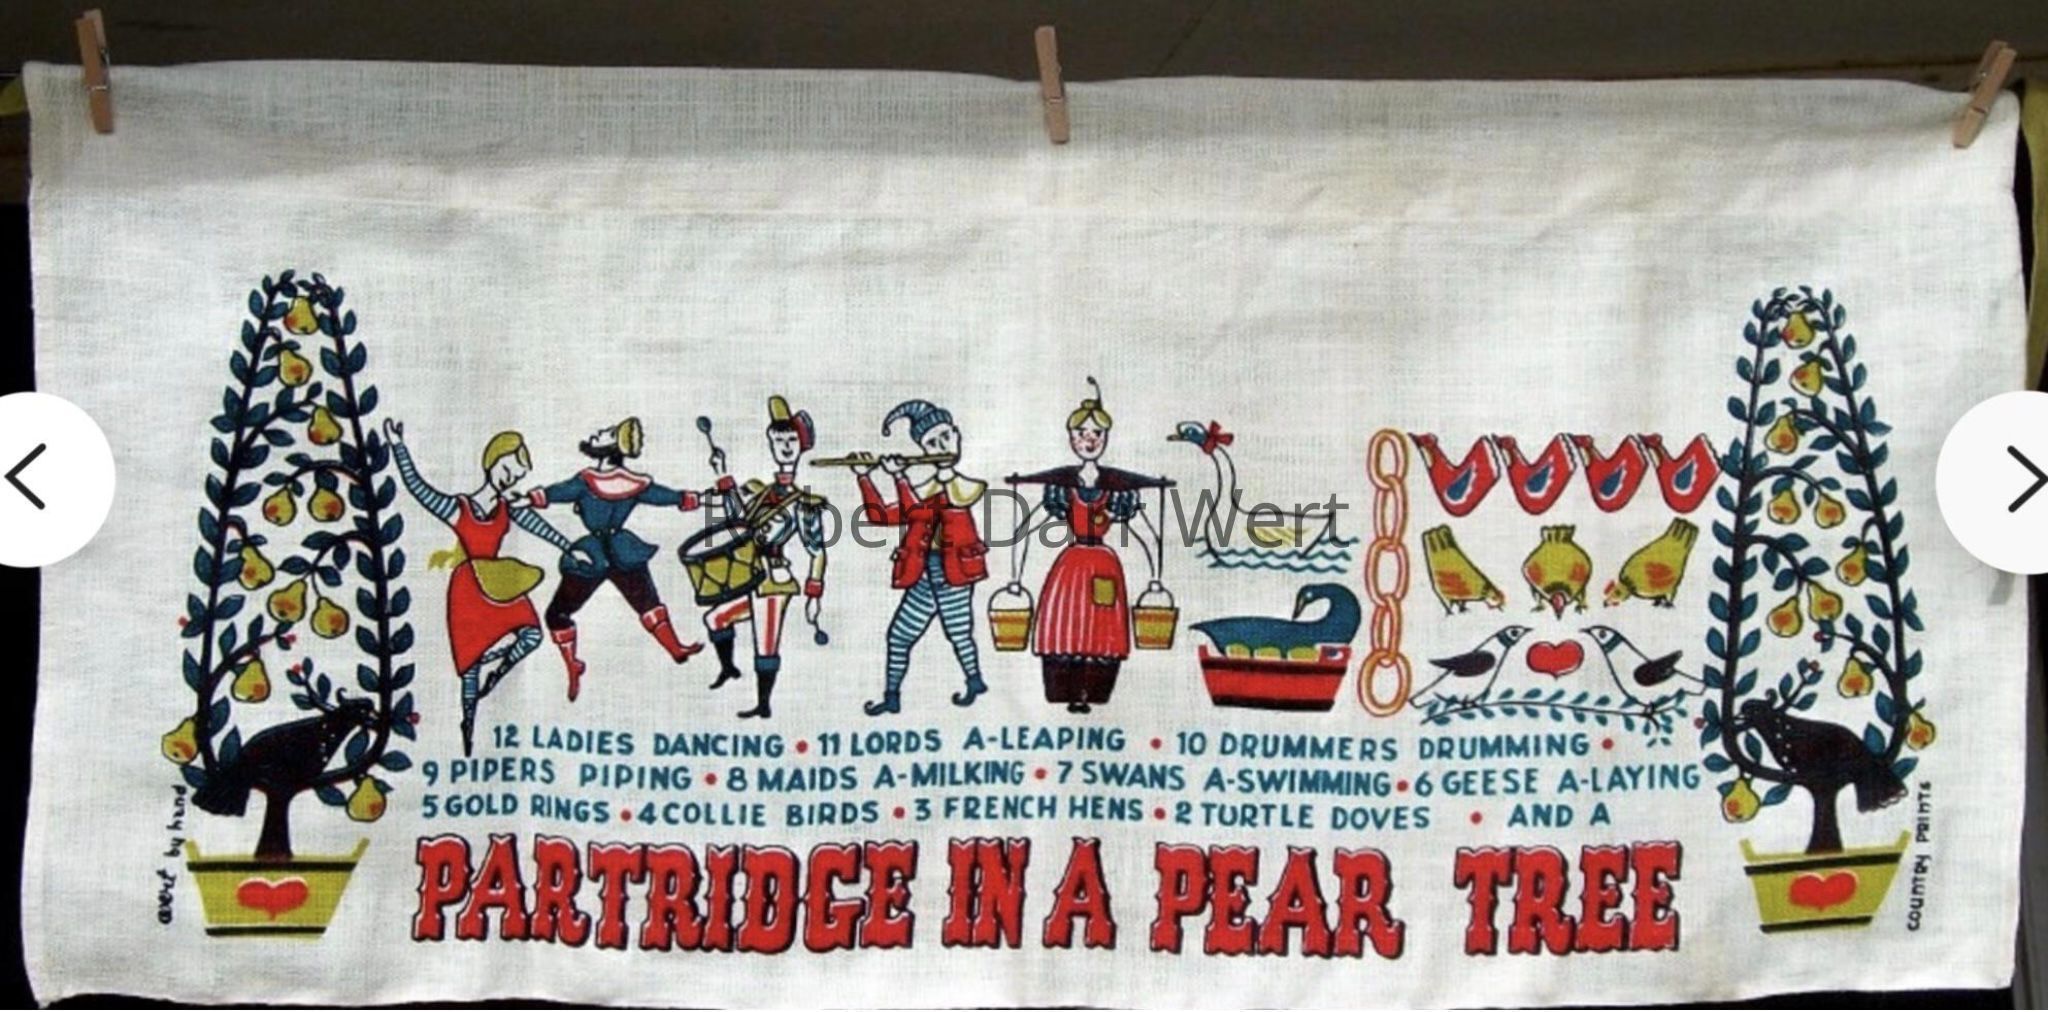 Robert Darr Wert
12 LADIES DANCING • 11 LORDS A-LEAPING • 10 DRUMMERS DRUMMING •
9 PIPERS PIPING • 8 MAIDS A-MILKING • 7 SWANS A-SWIMMING • 6 GEESE A-LAYING
5 GOLD RINGS • 4 COLLIE BIRDS • 3 FRENCH HENS • 2 TURTLE DOVES • AND A
PARTRIDGE IN A PEAR TREE
by hand
COUNTRY PRINTS